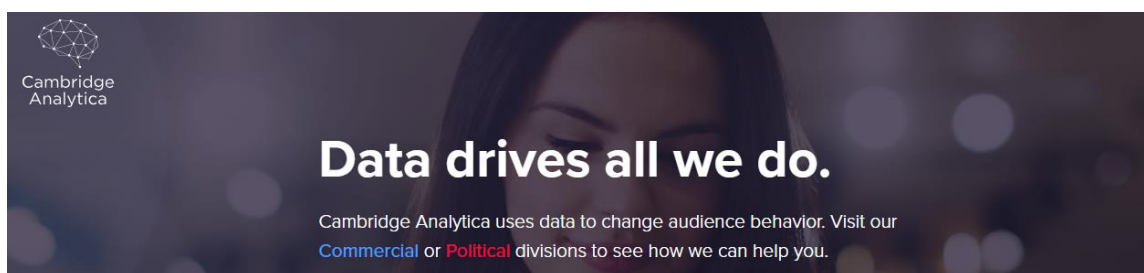 Cambridge
Analytica
Data drives all we do.
Cambridge Analytica uses data to change audience behavior. Visit our
Commercial or Political divisions to see how we can help you.